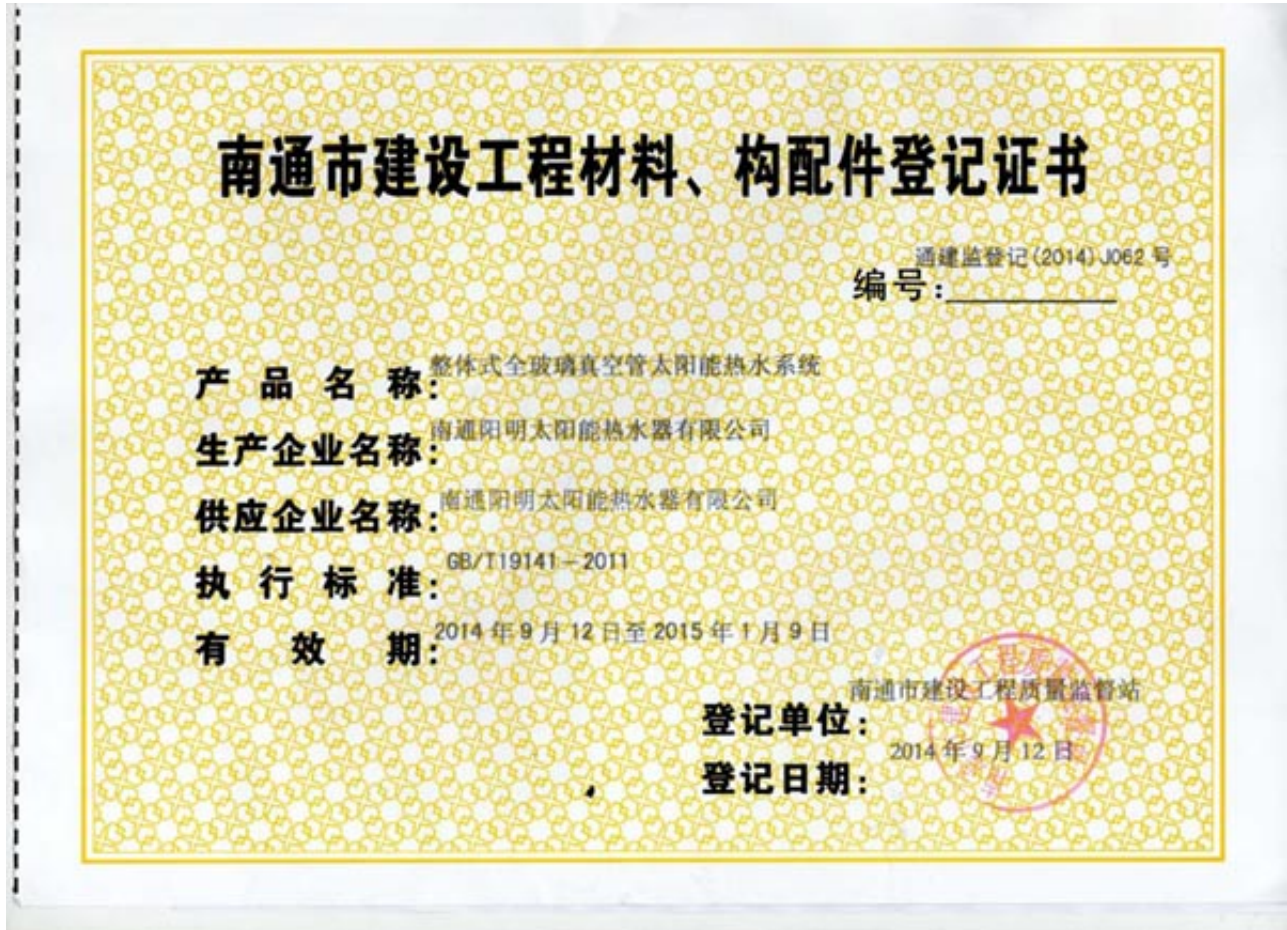 南通市建设工程材料、构配件登记证书
编号：通建监登记(2014)J062号
产品名称：整体式全玻璃真空管太阳能热水系统
生产企业名称：南通阳明太阳能热水器有限公司
供应企业名称：南通阳明太阳能热水器有限公司
执行标准：GB/T19141－2011
有效期：2014年9月12日至2015年1月9日
登记单位：南通市建设工程质量监督站
登记日期：2014年9月12日